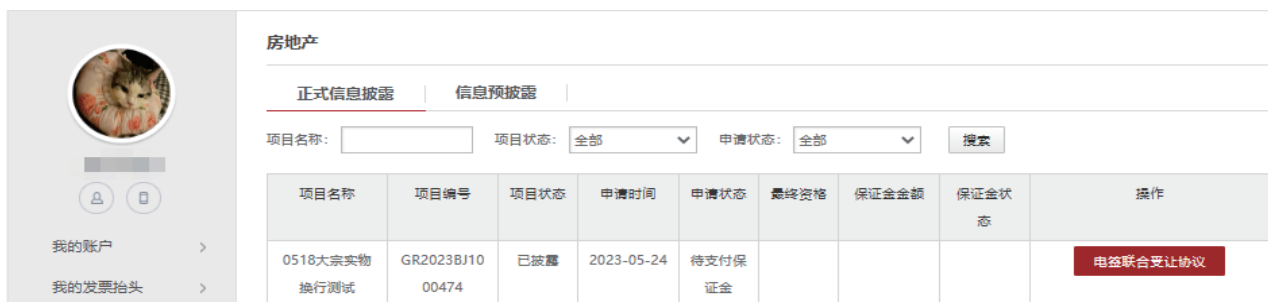 房地产
正式信息披露 信息预披露
项目名称： 项目状态： 全部 申请状态： 全部 搜索
项目名称 项目编号 项目状态 申请时间 申请状态 最终资格 保证金金额 保证金状 操作
态
我的账户
0518大宗实物 GR2023BJ10 已披露 2023-05-24 待支付保 电签联合受让协议
我的发票抬头
换行测试 00474 证金